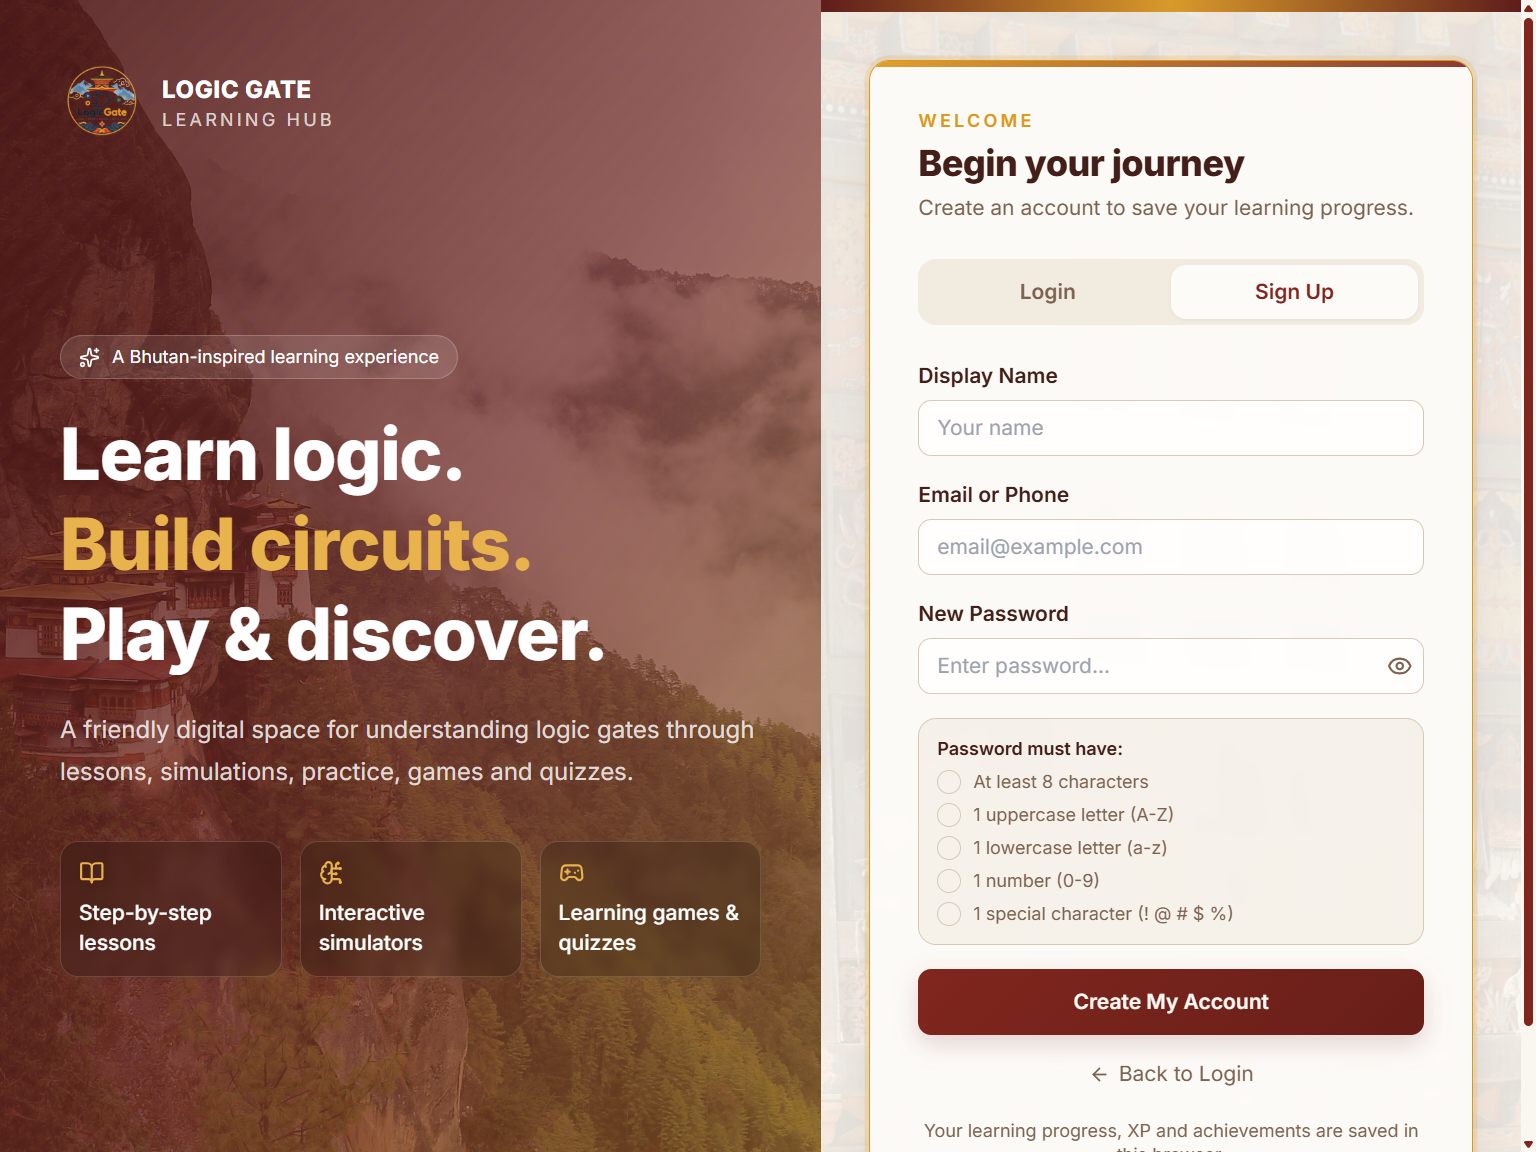 LOGIC GATE
LEARNING HUB
A Bhutan-inspired learning experience
Learn logic.
Build circuits.
Play & discover.
A friendly digital space for understanding logic gates through
lessons, simulations, practice, games and quizzes.
Step-by-step
lessons
Interactive
simulators
Learning games &
quizzes
WELCOME
Begin your journey
Create an account to save your learning progress.
Login
Sign Up
Display Name
Your name
Email or Phone
email@example.com
New Password
Enter password...
Password must have:
At least 8 characters
1 uppercase letter (A-Z)
1 lowercase letter (a-z)
1 number (0-9)
1 special character (! @ # $ %)
Create My Account
← Back to Login
Your learning progress, XP and achievements are saved in
this browser